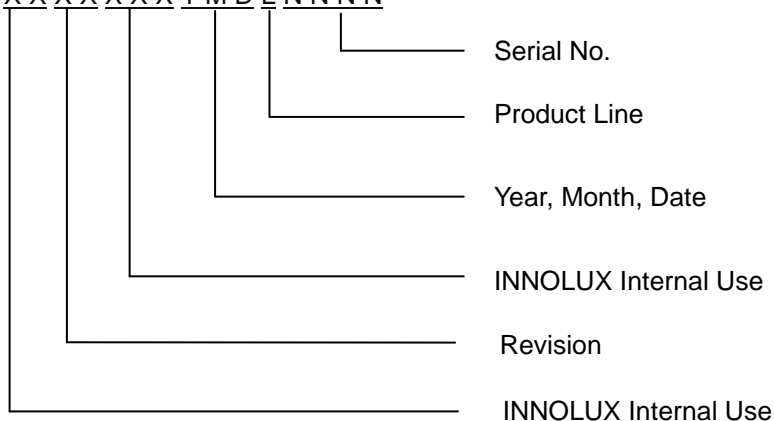 X X X X X X X Y M D L N N N N
Serial No.
Product Line
Year, Month, Date
INNOLUX Internal Use
Revision
INNOLUX Internal Use